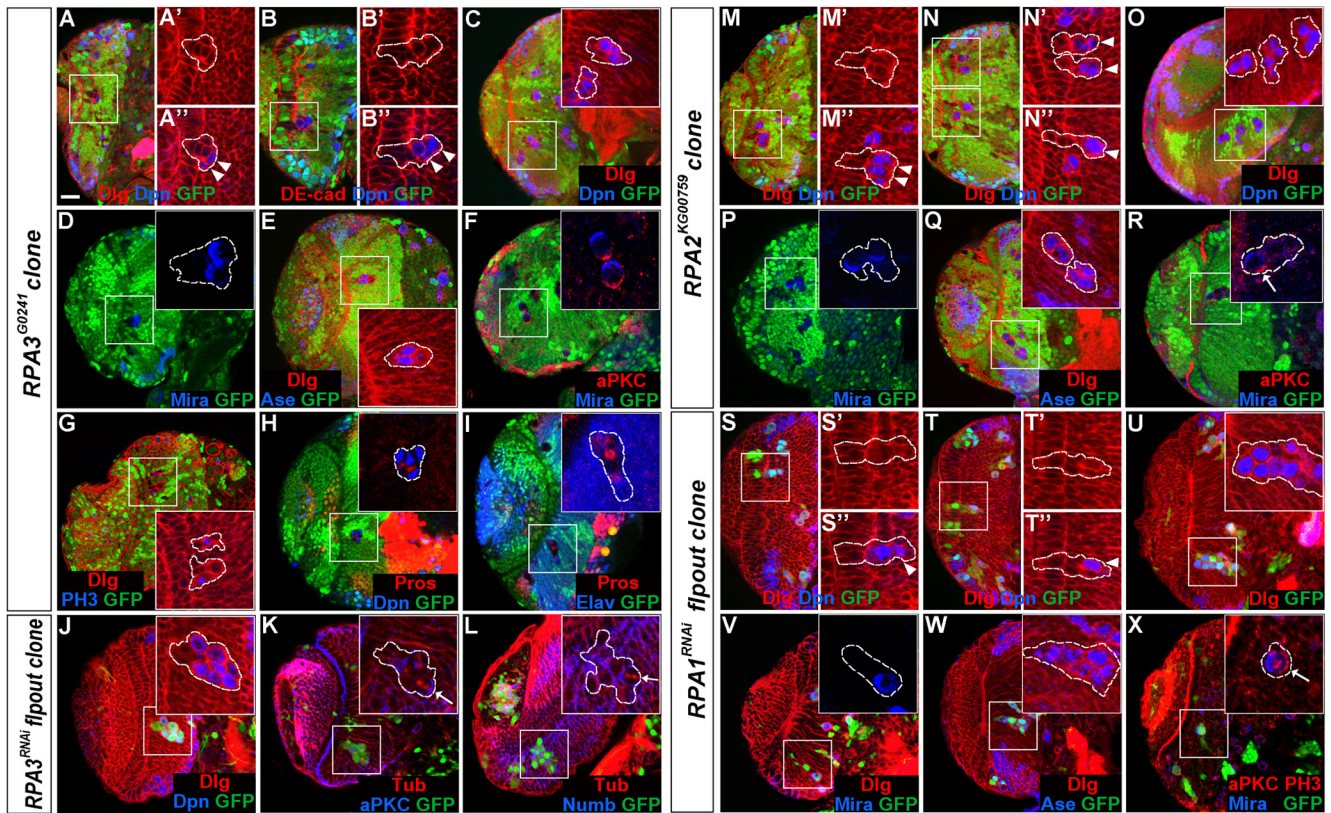 RPA3G0241 clone
A
A’
A’’
Dlg Dpn GFP
B
B’
B’’
DE-cad Dpn GFP
C
Dlg
Dpn GFP
D
Mira GFP
E
Dlg
Ase GFP
F
aPKC
Mira GFP
G
Dlg
PH3 GFP
H
Pros
Dpn GFP
I
Pros
Elav GFP
RPA3RNAi flpout clone
J
Dlg
Dpn GFP
K
Tub
aPKC GFP
L
Tub
Numb GFP
RPA2KG00759 clone
M
M’
M’’
Dlg Dpn GFP
N
N’
N’’
Dlg Dpn GFP
O
Dlg
Dpn GFP
P
Mira GFP
Q
Dlg
Ase GFP
R
aPKC
Mira GFP
RPA1RNAi flpout clone
S
S’
S’’
Dlg Dpn GFP
T
T’
T’’
Dlg Dpn GFP
U
Dlg GFP
V
Dlg
Mira GFP
W
Dlg
Ase GFP
X
aPKC PH3
Mira GFP